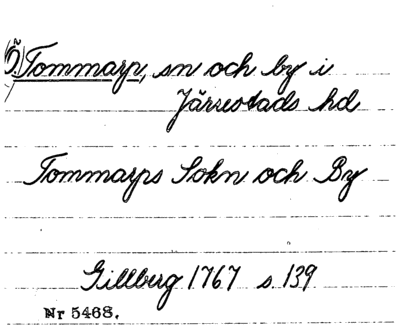 (Ö.) Tommarp, sn och by i
Järrestads hd
Tommarps Sokn och By
Gillberg 1767 s 139
Nr 5468.